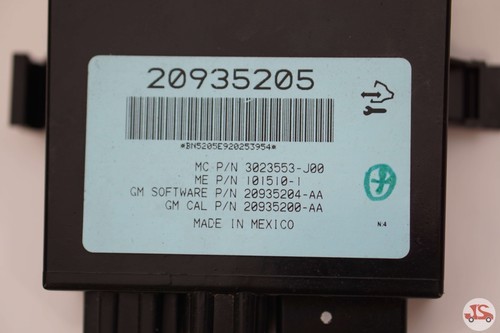 20935205
*BN5205E920253954*
MC P/N 3023553-J00
ME P/N 101510-1
GM SOFTWARE P/N 20935204-AA
GM CAL P/N 20935200-AA
MADE IN MEXICO
N4
JS